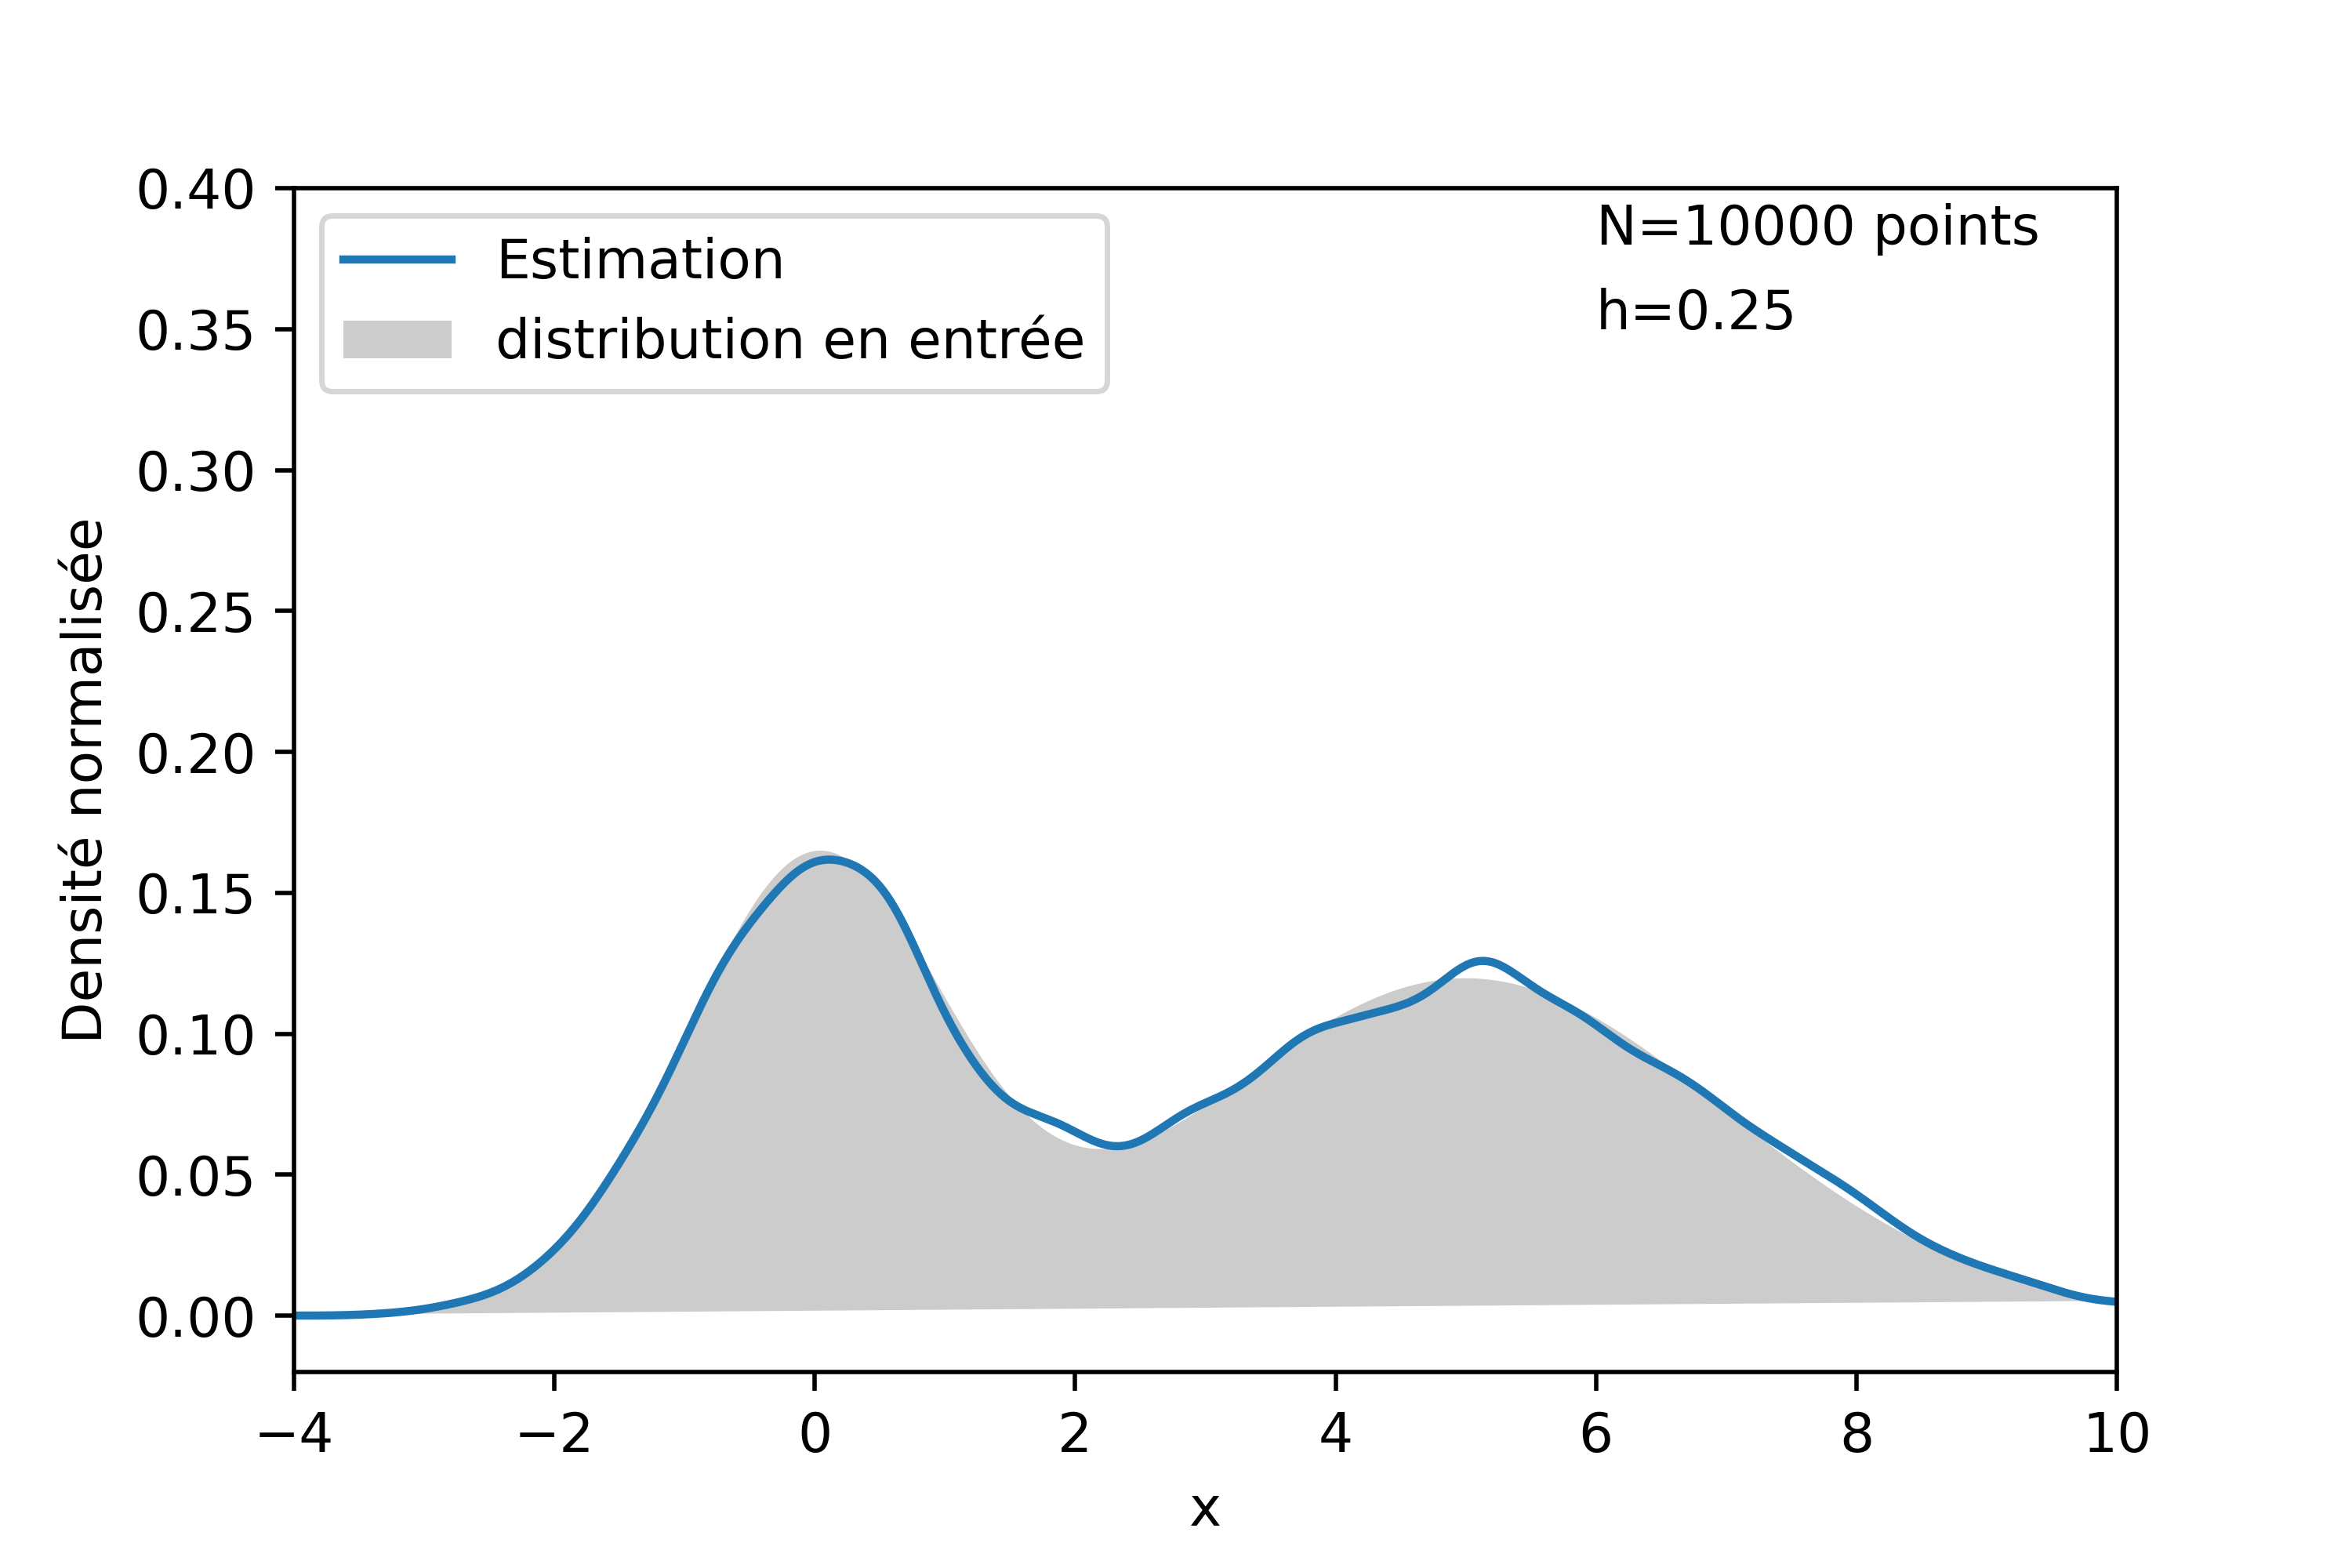 Estimation
distribution en entrée
N=10000 points
h=0.25
Densité normalisée
0.40
0.35
0.30
0.25
0.20
0.15
0.10
0.05
0.00
−4 −2 0 2 4 6 8 10
x